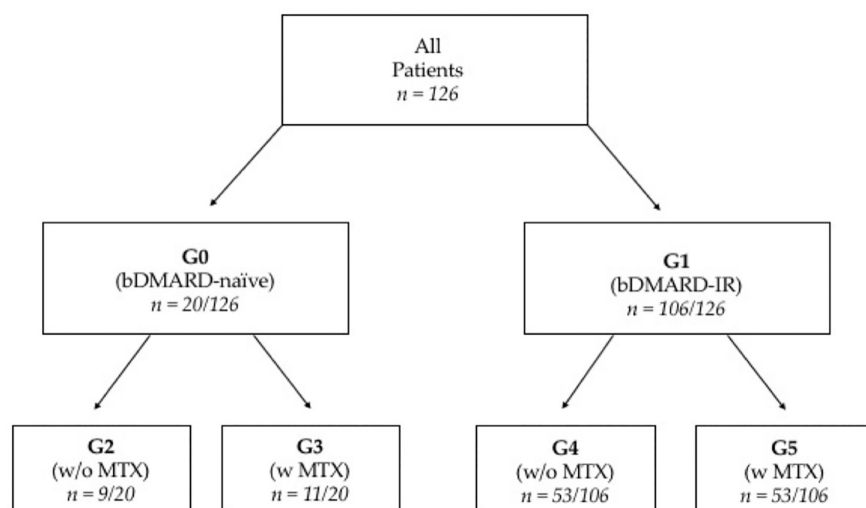 All
Patients
n = 126
G0
(bDMARD-naïve)
n = 20/126
G1
(bDMARD-IR)
n = 106/126
G2
(w/o MTX)
n = 9/20
G3
(w MTX)
n = 11/20
G4
(w/o MTX)
n = 53/106
G5
(w MTX)
n = 53/106